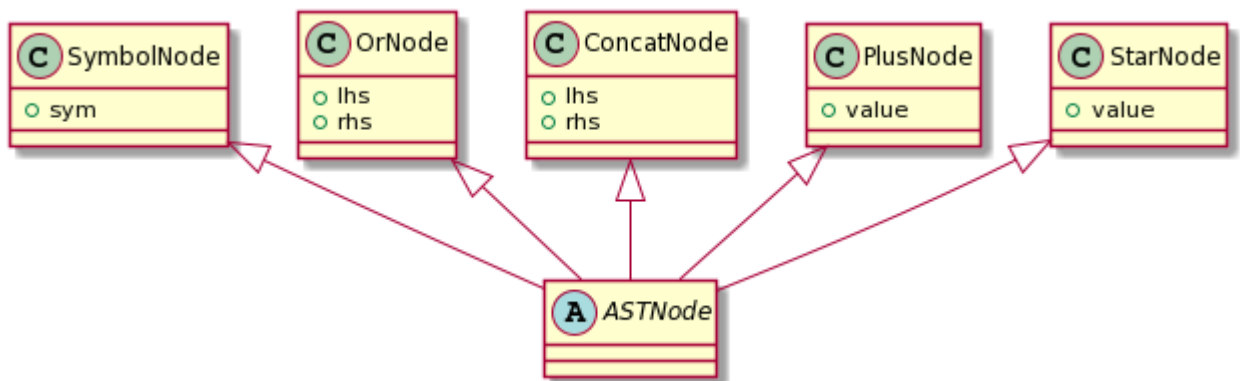 C SymbolNode
sym
C OrNode
lhs
rhs
C ConcatNode
lhs
rhs
C PlusNode
value
C StarNode
value
A ASTNode